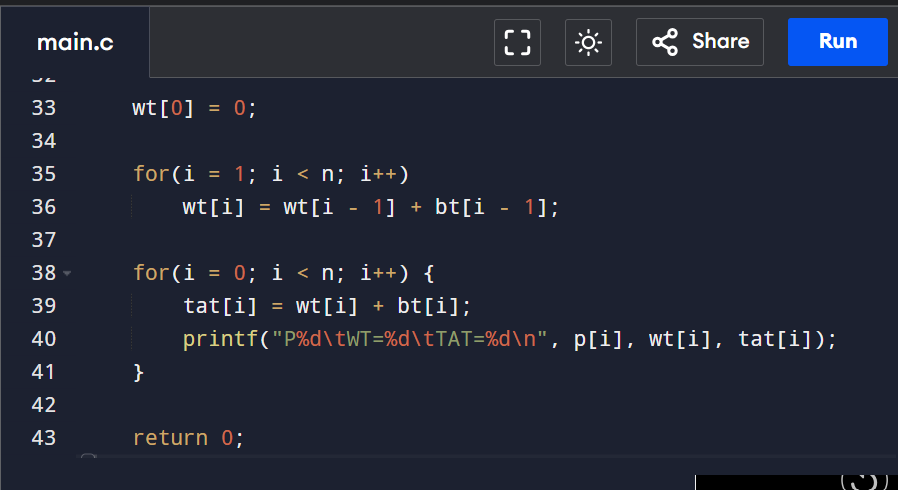 main.c
Share
Run
33 wt[0] = 0;
34
35 for(i = 1; i < n; i++)
36 wt[i] = wt[i - 1] + bt[i - 1];
37
38 for(i = 0; i < n; i++) {
39 tat[i] = wt[i] + bt[i];
40 printf("P%d\tWT=%d\tTAT=%d\n", p[i], wt[i], tat[i]);
41 }
42
43 return 0;